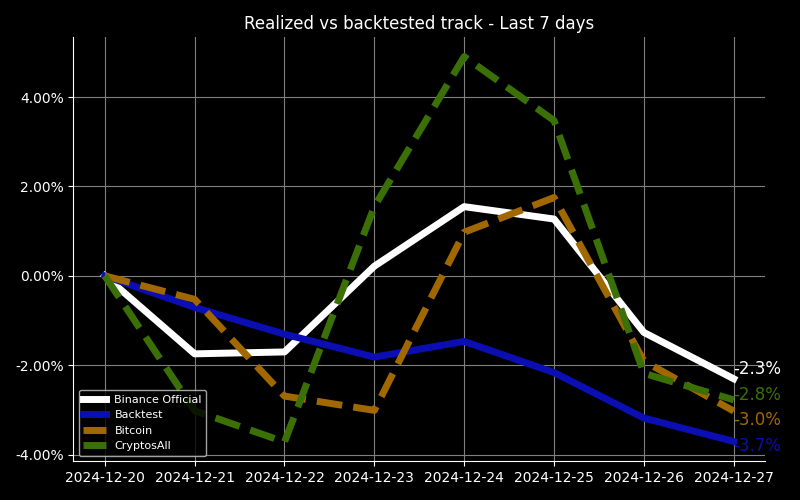 Realized vs backtested track - Last 7 days
4.00%
2.00%
0.00%
-2.00%
-4.00%
-2.3%
-2.8%
-3.0%
-3.7%
Binance Official
Backtest
Bitcoin
CryptosAll
2024-12-20 2024-12-21 2024-12-22 2024-12-23 2024-12-24 2024-12-25 2024-12-26 2024-12-27